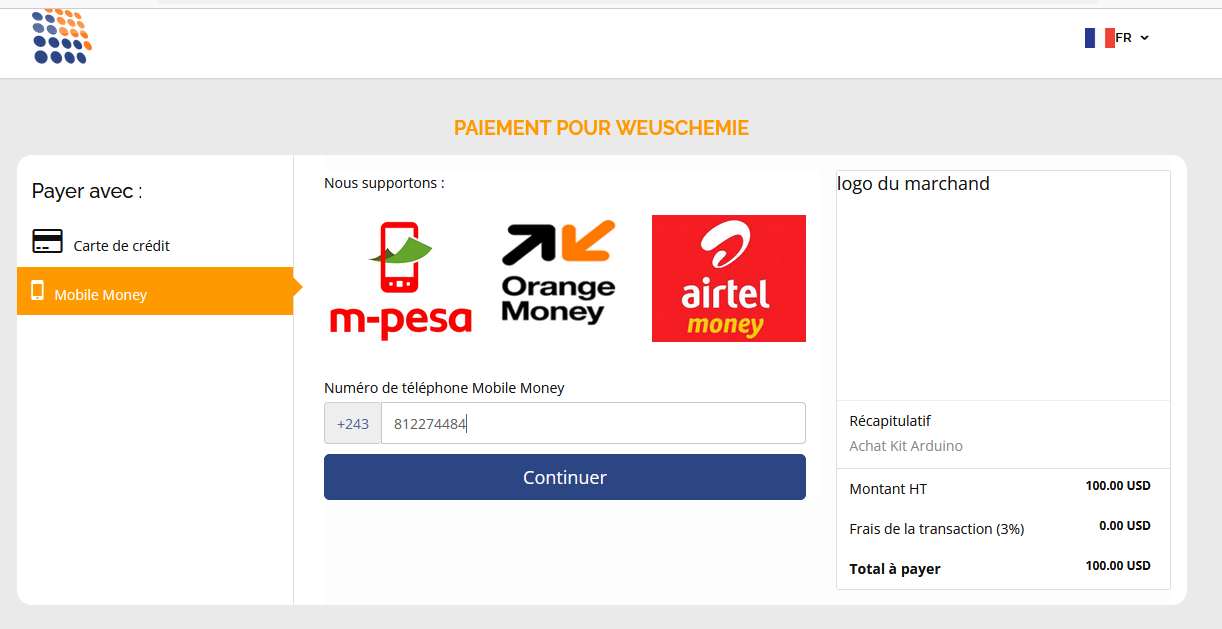 FR
PAIEMENT POUR WEUSCHEMIE
Payer avec :
Carte de crédit
Mobile Money
Nous supportons :
m-pesa
Orange
Money
airtel
money
Numéro de téléphone Mobile Money
+243 812274484
Continuer
logo du marchand
Récapitulatif
Achat Kit Arduino
Montant HT 100.00 USD
Frais de la transaction (3%) 0.00 USD
Total à payer 100.00 USD